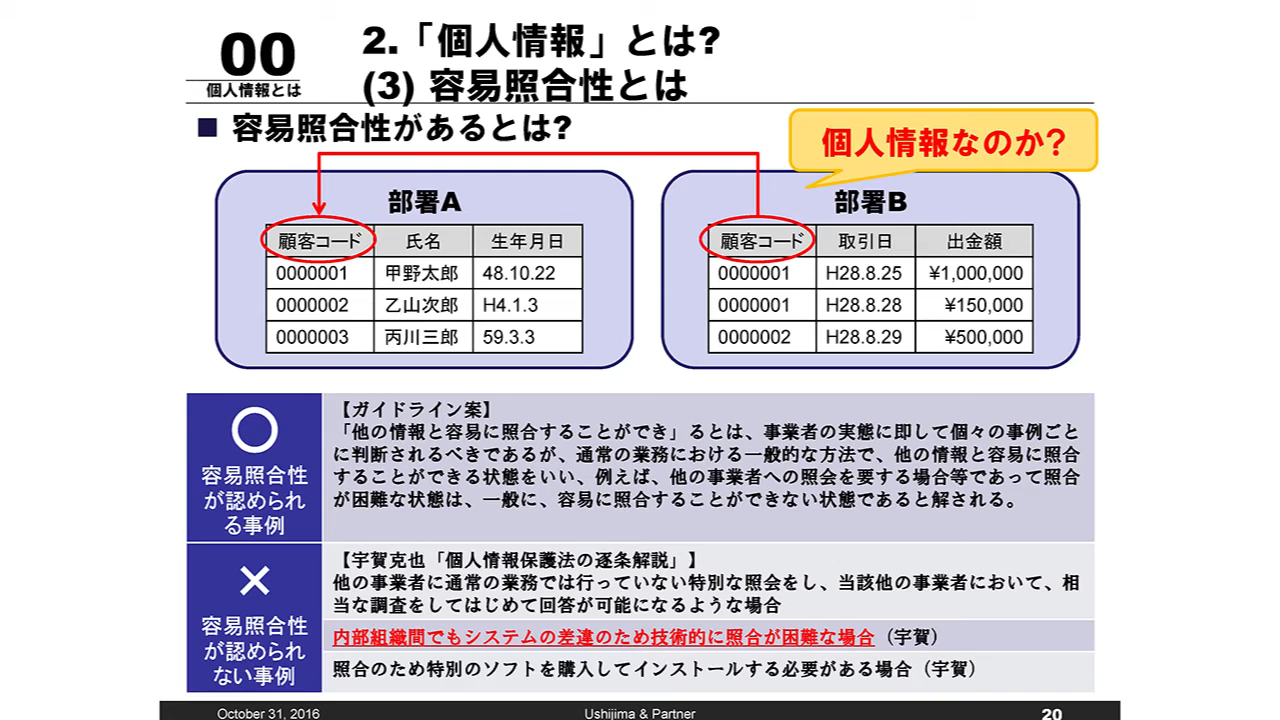 00
個人情報とは
2.「個人情報」とは?
(3) 容易照合性とは
■ 容易照合性があるとは?
個人情報なのか?
部署A
顧客コード 氏名 生年月日
0000001 甲野太郎 48.10.22
0000002 乙山次郎 H4.1.3
0000003 丙川三郎 59.3.3
部署B
顧客コード 取引日 出金額
0000001 H28.8.25 ¥1,000,000
0000001 H28.8.28 ¥150,000
0000002 H28.8.29 ¥500,000
○
容易照合性
が認められ
る事例
【ガイドライン案】
「他の情報と容易に照合することができ」るとは、事業者の実態に即して個々の事例ごと
に判断されるべきであるが、通常の業務における一般的な方法で、他の情報と容易に照合
することができる状態をいい、例えば、他の事業者への照会を要する場合等であって照合
が困難な状態は、一般に、容易に照合することができない状態であると解される。
×
容易照合性
が認められ
ない事例
【宇賀克也「個人情報保護法の逐条解説」】
他の事業者に通常の業務では行っていない特別な照会をし、当該他の事業者において、相
当な調査をしてはじめて回答が可能になるような場合
内部組織間でもシステムの差違のため技術的に照合が困難な場合（宇賀）
照合のため特別のソフトを購入してインストールする必要がある場合（宇賀）
October 31, 2016
Ushijima & Partner
20